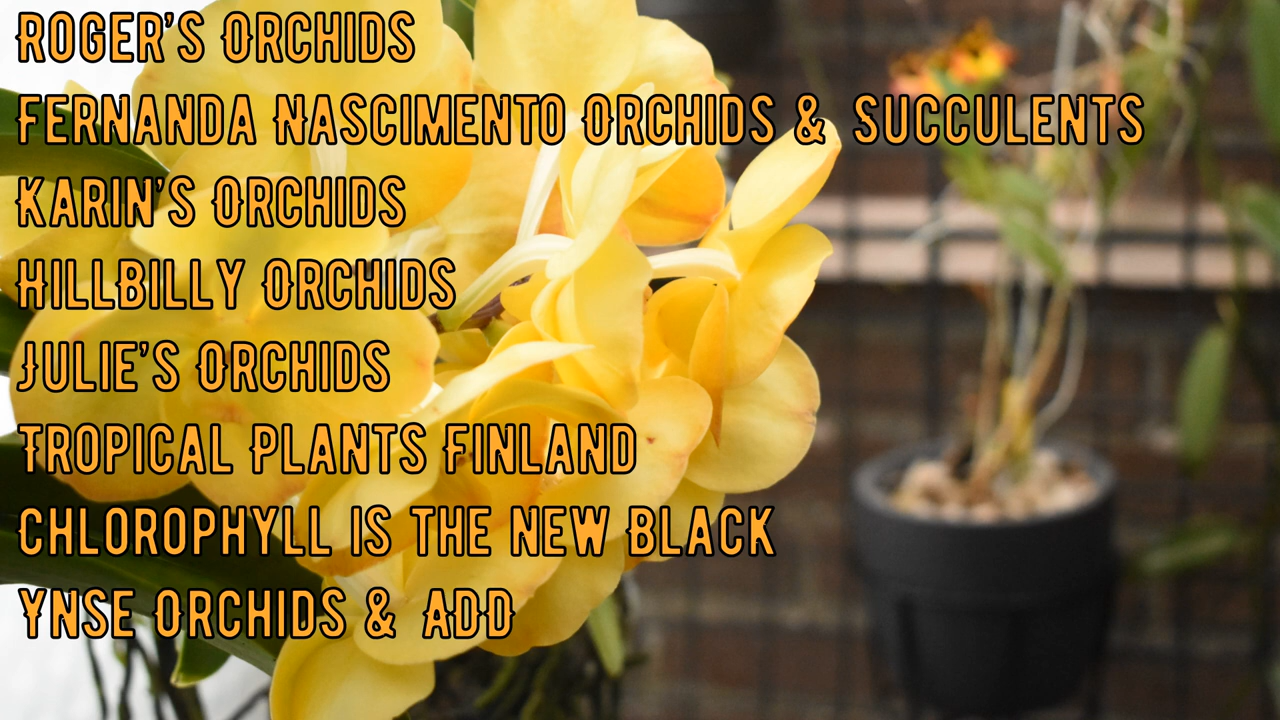 Roger's Orchids
Fernanda Nascimento Orchids & Succulents
Karin's Orchids
Hillbilly Orchids
Julie's Orchids
Tropical Plants Finland
Chlorophyll is the new Black
Ynse Orchids & ADD